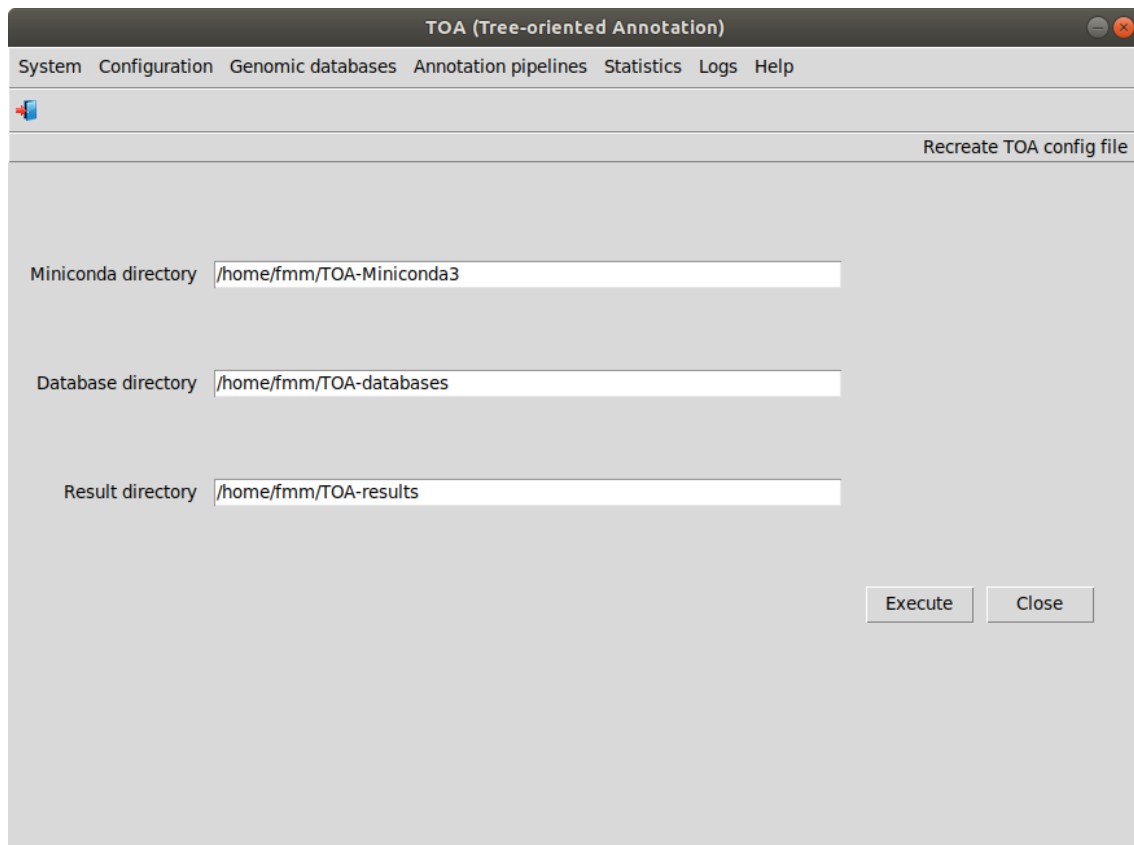 TOA (Tree-oriented Annotation)
System Configuration Genomic databases Annotation pipelines Statistics Logs Help
Recreate TOA config file
Miniconda directory /home/fmm/TOA-Miniconda3
Database directory /home/fmm/TOA-databases
Result directory /home/fmm/TOA-results
Execute Close